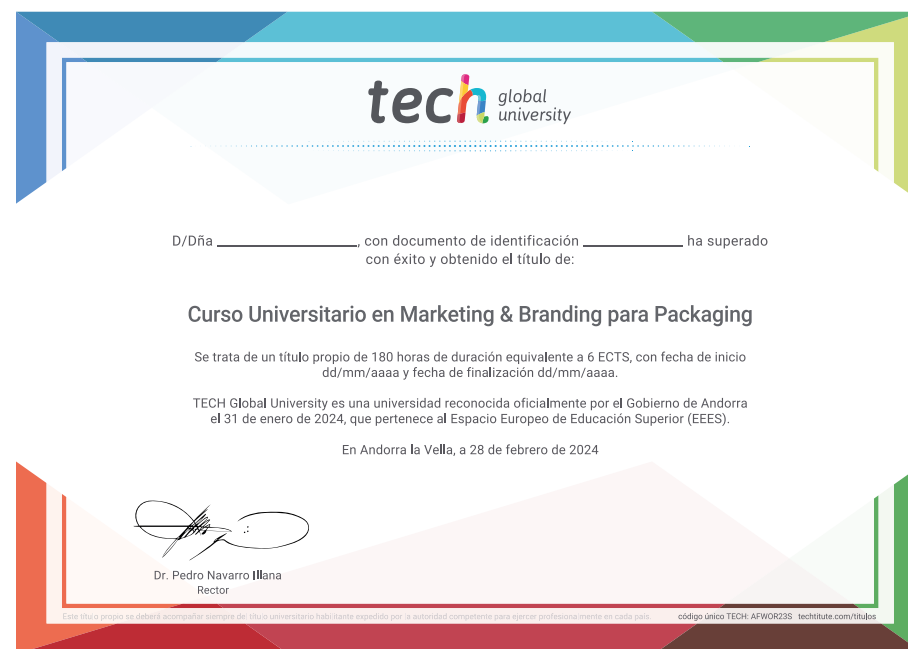 tech global university
D/Dña ____________________, con documento de identificación ______________ ha superado
con éxito y obtenido el título de:
Curso Universitario en Marketing & Branding para Packaging
Se trata de un título propio de 180 horas de duración equivalente a 6 ECTS, con fecha de inicio
dd/mm/aaaa y fecha de finalización dd/mm/aaaa.
TECH Global University es una universidad reconocida oficialmente por el Gobierno de Andorra
el 31 de enero de 2024, que pertenece al Espacio Europeo de Educación Superior (EEES).
En Andorra la Vella, a 28 de febrero de 2024
Dr. Pedro Navarro Illana
Rector
Este título propio se deberá acompañar siempre del título universitario habilitante expedido por la autoridad competente para ejercer profesionalmente en cada país
código único TECH: AFWOR23S techtitute.com/titulos